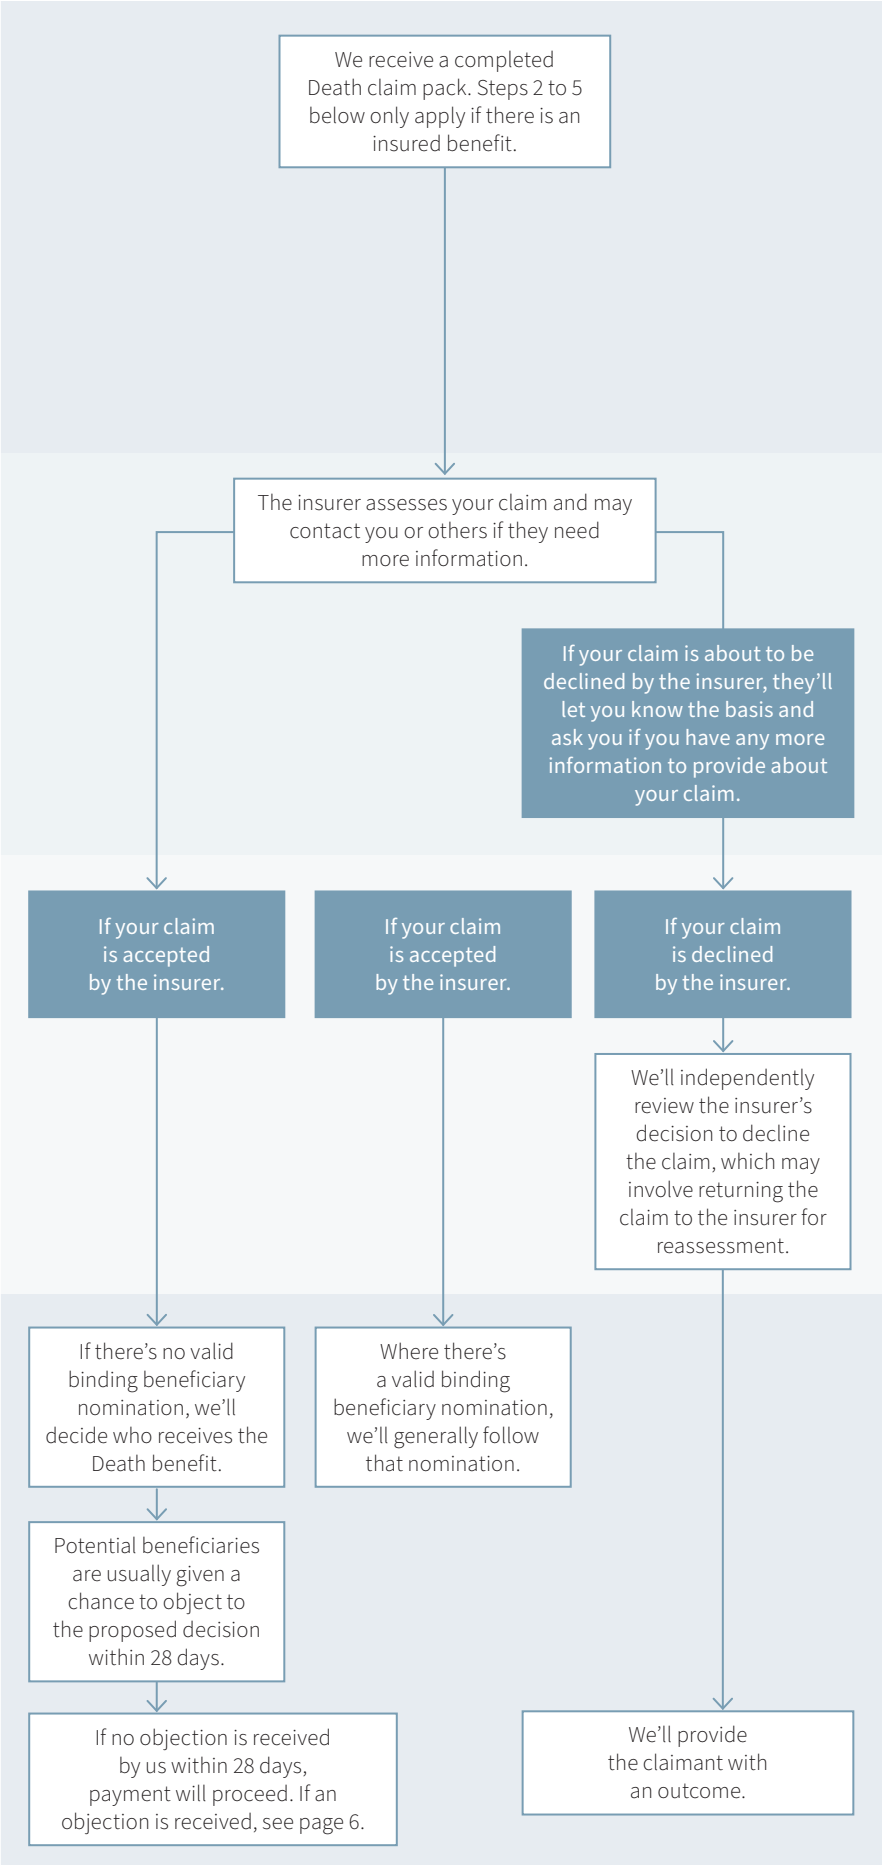 We receive a completed
Death claim pack. Steps 2 to 5
below only apply if there is an
insured benefit.
The insurer assesses your claim and may
contact you or others if they need
more information.
If your claim is about to be
declined by the insurer, they’ll
let you know the basis and
ask you if you have any more
information to provide about
your claim.
If your claim
is accepted
by the insurer.
If your claim
is accepted
by the insurer.
If your claim
is declined
by the insurer.
We’ll independently
review the insurer’s
decision to decline
the claim, which may
involve returning the
claim to the insurer for
reassessment.
If there’s no valid
binding beneficiary
nomination, we’ll
decide who receives the
Death benefit.
Where there’s
a valid binding
beneficiary nomination,
we’ll generally follow
that nomination.
Potential beneficiaries
are usually given a
chance to object to
the proposed decision
within 28 days.
If no objection is received
by us within 28 days,
payment will proceed. If an
objection is received, see page 6.
We’ll provide
the claimant with
an outcome.